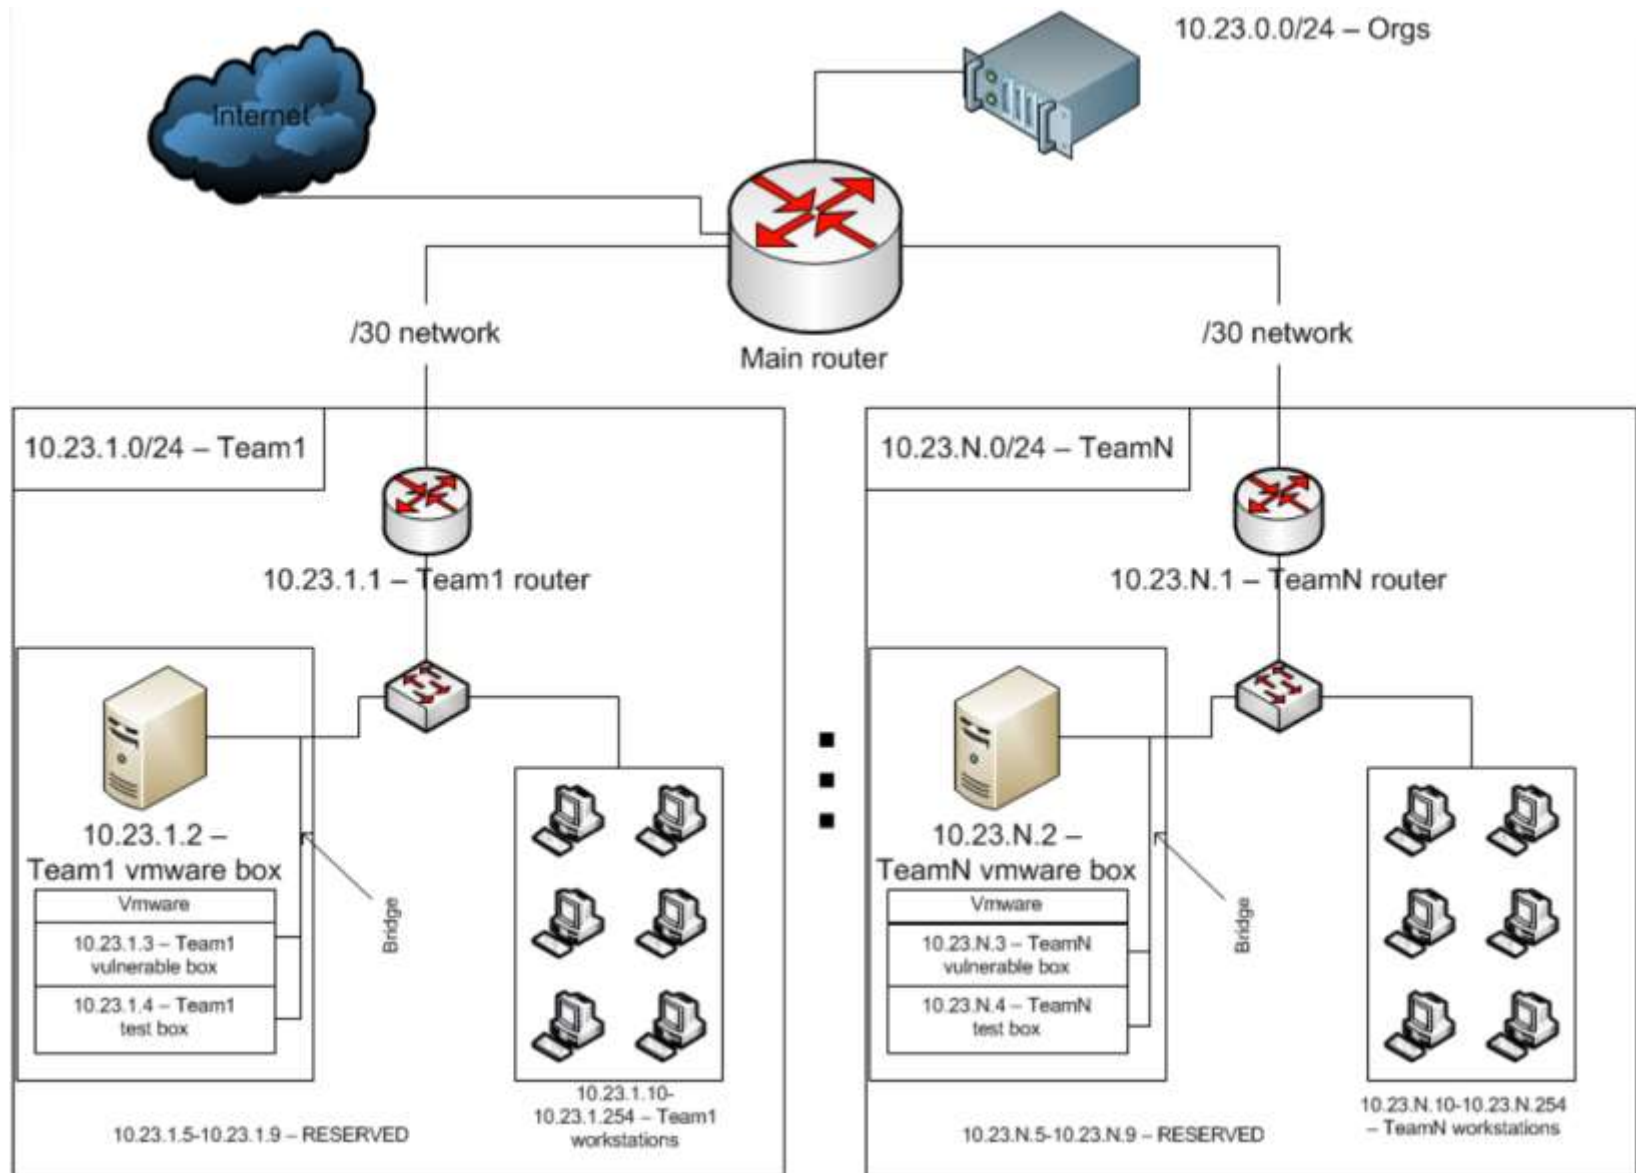 10.23.0.0/24 – Orgs
Internet
/30 network
/30 network
Main router
10.23.1.0/24 – Team1
10.23.1.1 – Team1 router
10.23.1.2 –
Team1 vmware box
Vmware
10.23.1.3 – Team1
vulnerable box
10.23.1.4 – Team1
test box
Bridge
10.23.1.10-
10.23.1.254 – Team1
workstations
10.23.1.5-10.23.1.9 – RESERVED
10.23.N.0/24 – TeamN
10.23.N.1 – TeamN router
10.23.N.2 –
TeamN vmware box
Vmware
10.23.N.3 – TeamN
vulnerable box
10.23.N.4 – TeamN
test box
Bridge
10.23.N.10-10.23.N.254
– TeamN workstations
10.23.N.5-10.23.N.9 – RESERVED